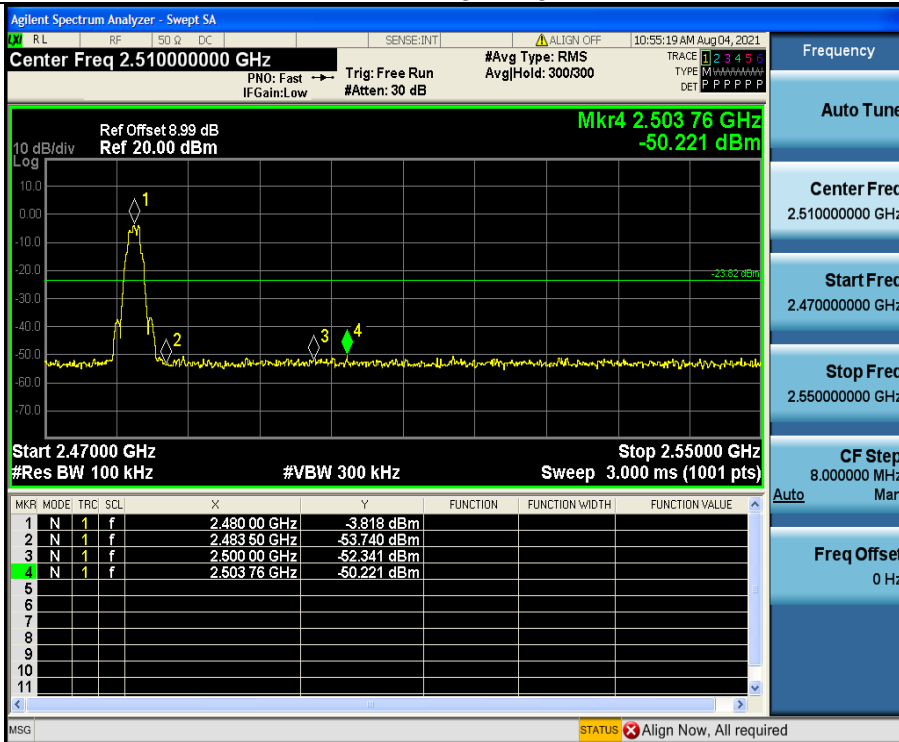 Agilent Spectrum Analyzer - Swept SA
LXI RL RF 50 Ω DC SENSE:INT ALIGN OFF 10:55:19 AM Aug 04, 2021
Center Freq 2.510000000 GHz
PNO: Fast
IFGain:Low
Trig: Free Run
#Atten: 30 dB
#Avg Type: RMS
Avg|Hold: 300/300
TRACE 1 2 3 4 5 6
TYPE M
DET P P P P P P
Mkr4 2.503 76 GHz
-50.221 dBm
Ref Offset 8.99 dB
10 dB/div Ref 20.00 dBm
Log
10.0
0.00
-10.0
-20.0
-30.0
-40.0
-50.0
-60.0
-70.0
1
2
3
4
-23.82 dBm
Start 2.47000 GHz Stop 2.55000 GHz
#Res BW 100 kHz #VBW 300 kHz Sweep 3.000 ms (1001 pts)
MKR MODE TRC SCL X Y FUNCTION FUNCTION WIDTH FUNCTION VALUE
1 N 1 f 2.480 00 GHz -3.818 dBm
2 N 1 f 2.483 50 GHz -53.740 dBm
3 N 1 f 2.500 00 GHz -52.341 dBm
4 N 1 f 2.503 76 GHz -50.221 dBm
5
6
7
8
9
10
11
MSG STATUS Align Now, All required
Frequency
Auto Tune
Center Freq
2.510000000 GHz
Start Freq
2.470000000 GHz
Stop Freq
2.550000000 GHz
CF Step
8.000000 MHz
Auto Man
Freq Offset
0 Hz